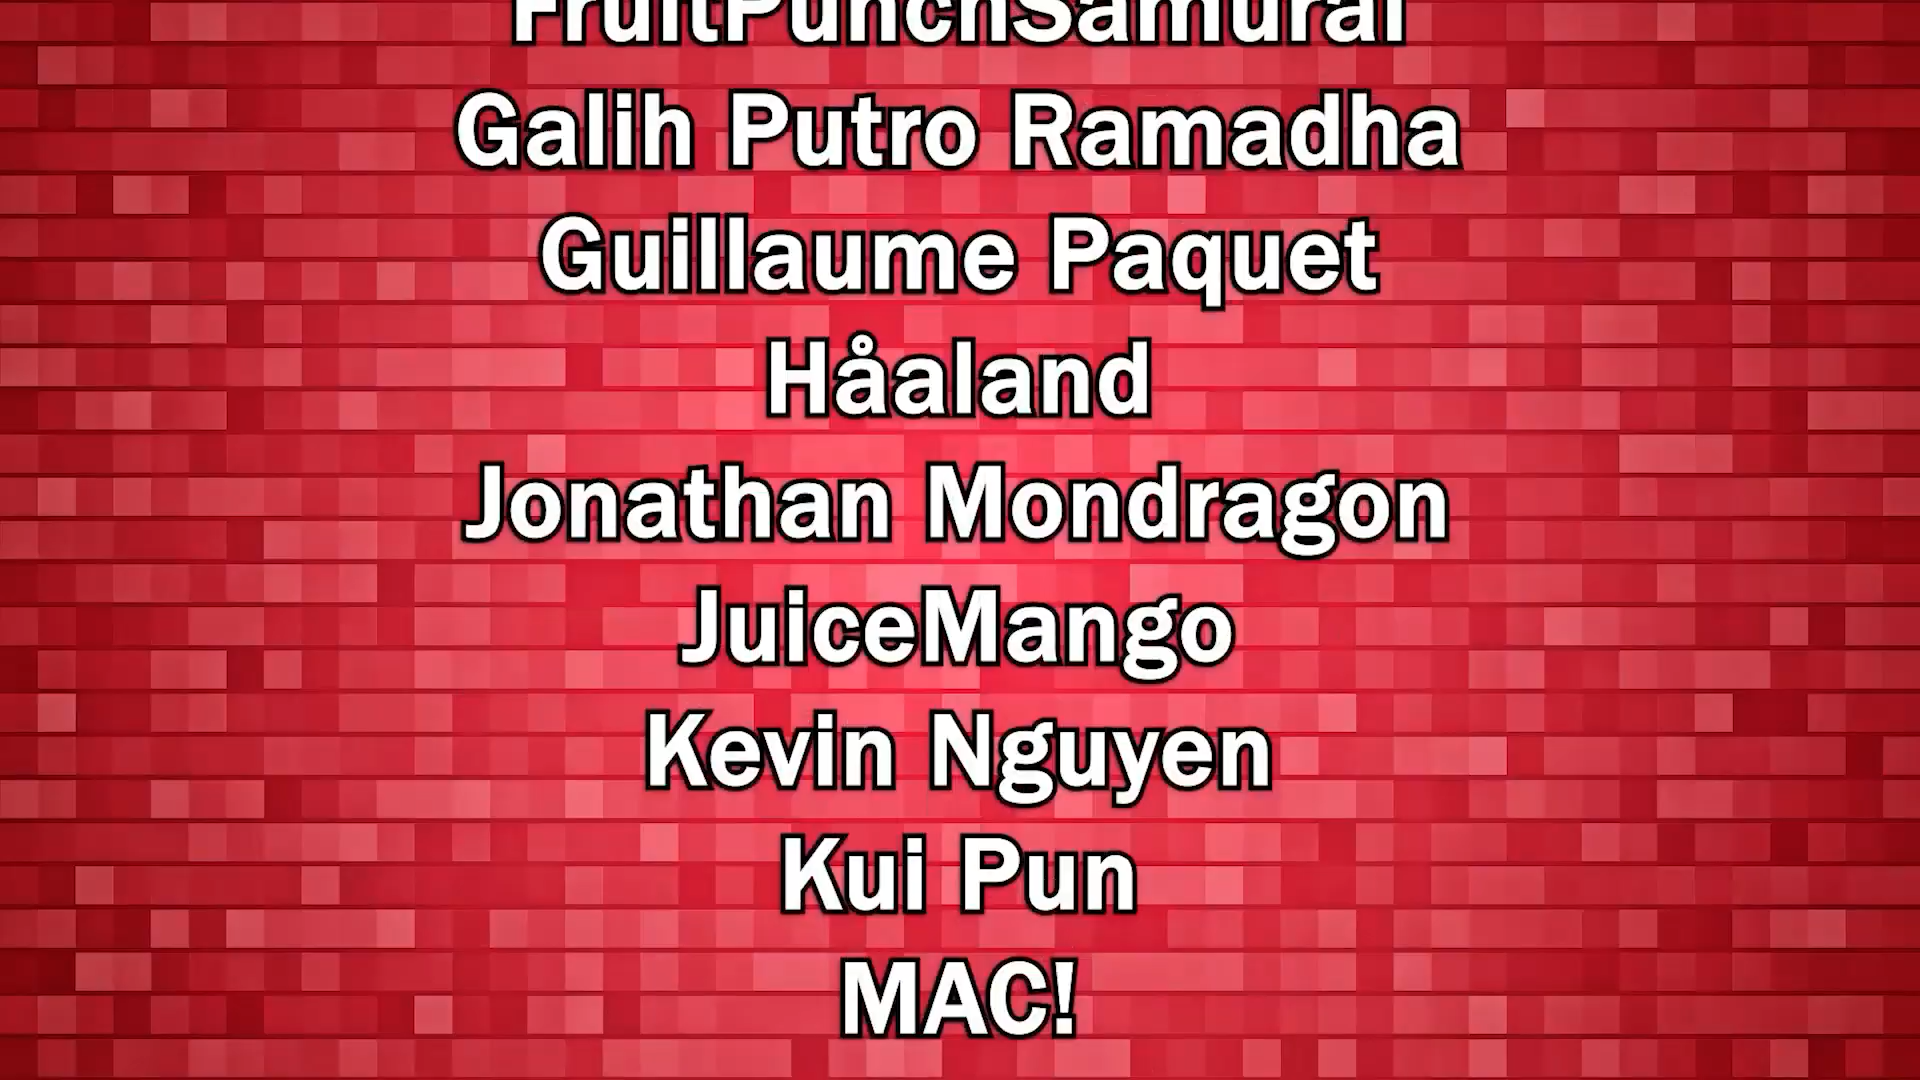 FruitPunchSamurai
Galih Putro Ramadha
Guillaume Paquet
Håaland
Jonathan Mondragon
JuiceMango
Kevin Nguyen
Kui Pun
MAC!